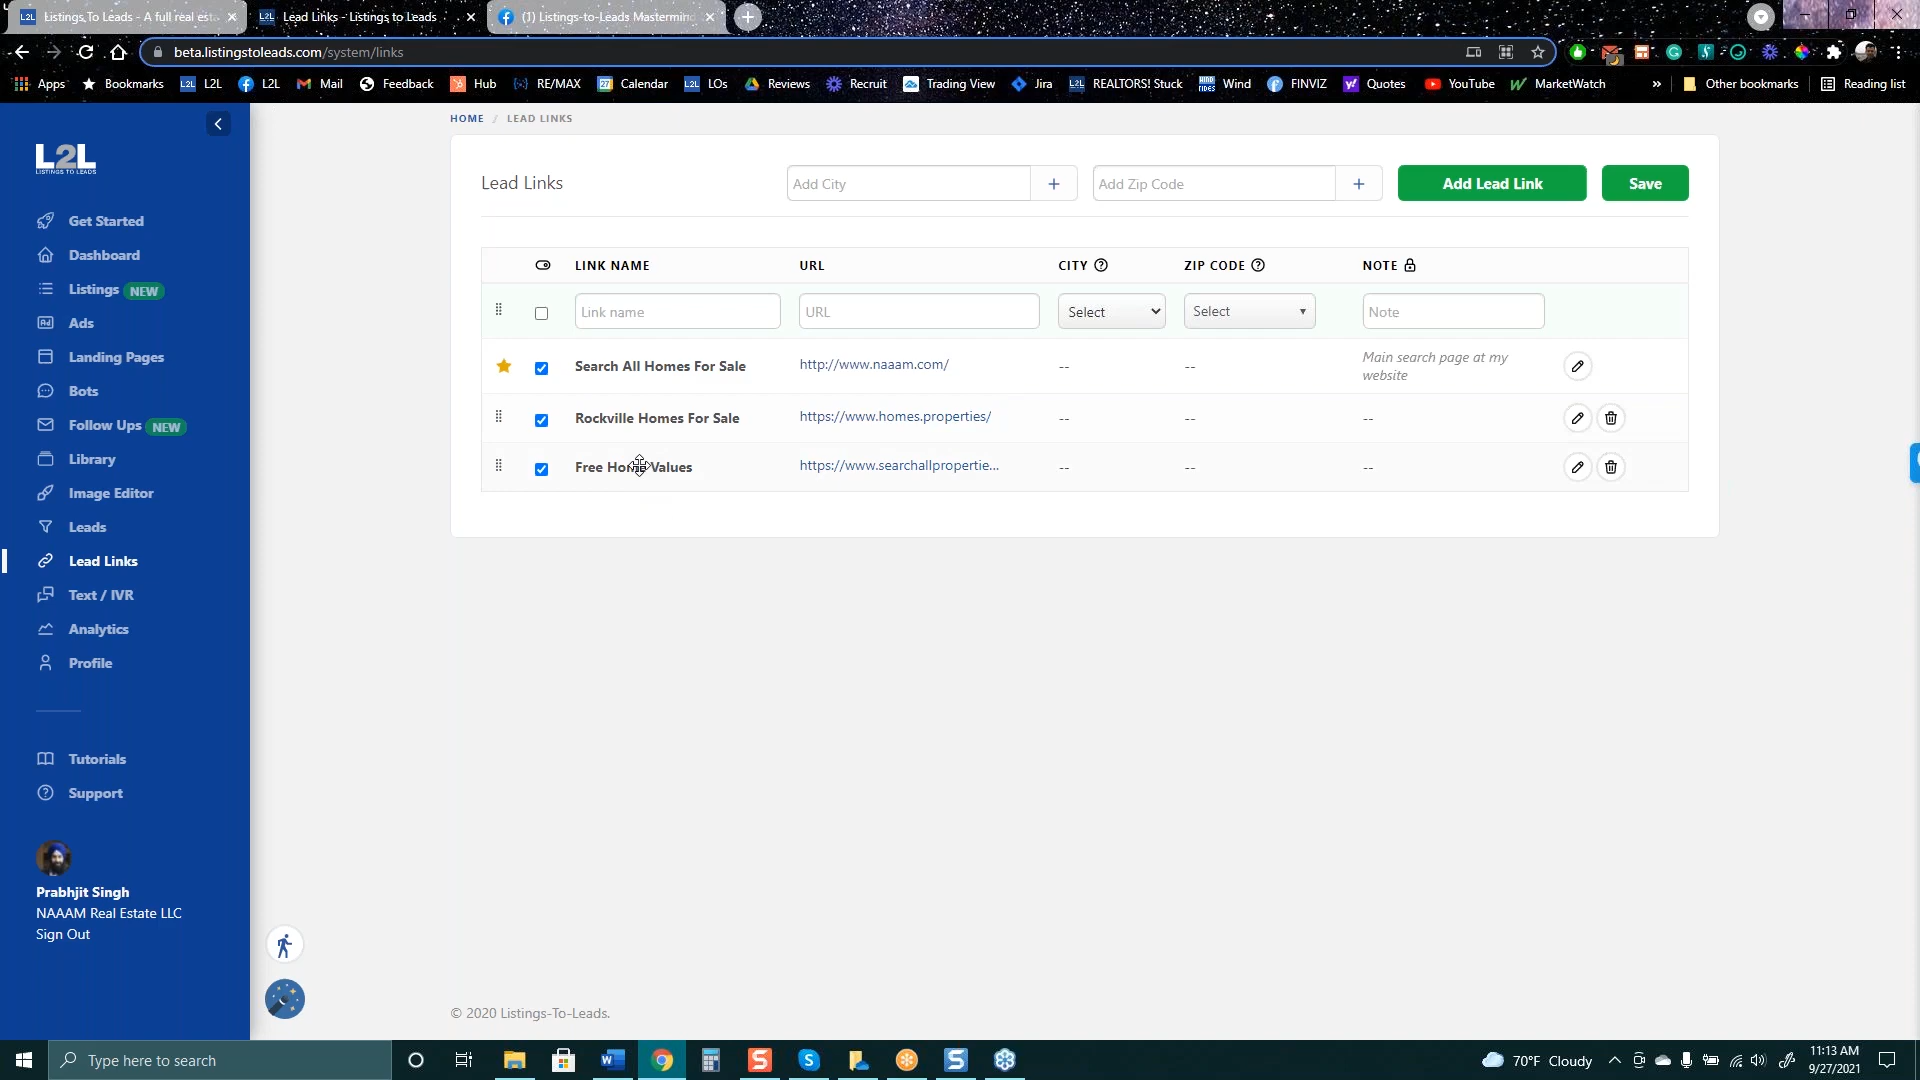 Listings To Leads - A full real est
Lead Links - Listings to Leads
(1) Listings-to-Leads Mastermind
beta.listingstoleads.com/system/links
Apps Bookmarks L2L L2L Mail Feedback Hub RE/MAX Calendar LOs Reviews Recruit Trading View Jira REALTORS! Stuck Wind FINVIZ Quotes YouTube MarketWatch » Other bookmarks Reading list
L2L
LISTINGS TO LEADS
Get Started
Dashboard
Listings NEW
Ads
Landing Pages
Bots
Follow Ups NEW
Library
Image Editor
Leads
Lead Links
Text / IVR
Analytics
Profile
Tutorials
Support
Prabhjit Singh
NAAAM Real Estate LLC
Sign Out
HOME / LEAD LINKS
Lead Links Add City + Add Zip Code + Add Lead Link Save
LINK NAME URL CITY ZIP CODE NOTE
Link name URL Select Select Note
Search All Homes For Sale http://www.naaam.com/ -- -- Main search page at my
website
Rockville Homes For Sale https://www.homes.properties/ -- -- --
Free Home Values https://www.searchallpropertie... -- -- --
© 2020 Listings-To-Leads.
Type here to search
70°F Cloudy
11:13 AM
9/27/2021